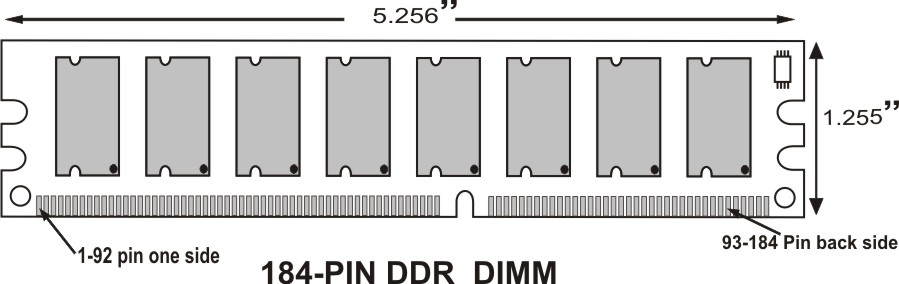 5.256”
1.255”
1-92 pin one side
93-184 Pin back side
184-PIN DDR DIMM